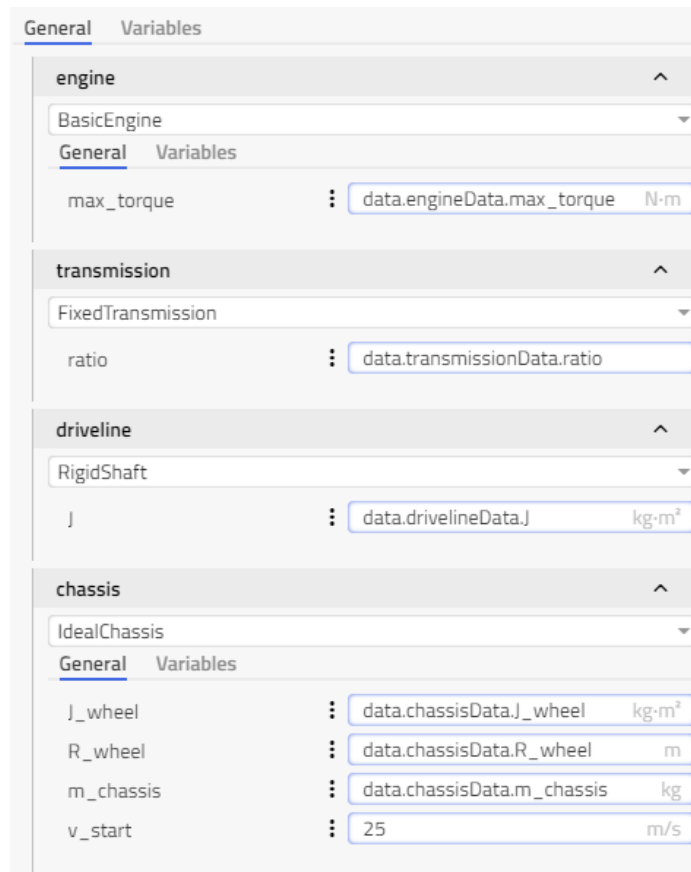 General Variables
engine
BasicEngine
General Variables
max_torque data.engineData.max_torque N·m
transmission
FixedTransmission
ratio data.transmissionData.ratio
driveline
RigidShaft
J data.drivelineData.J kg·m²
chassis
IdealChassis
General Variables
J_wheel data.chassisData.J_wheel kg·m²
R_wheel data.chassisData.R_wheel m
m_chassis data.chassisData.m_chassis kg
v_start 25 m/s